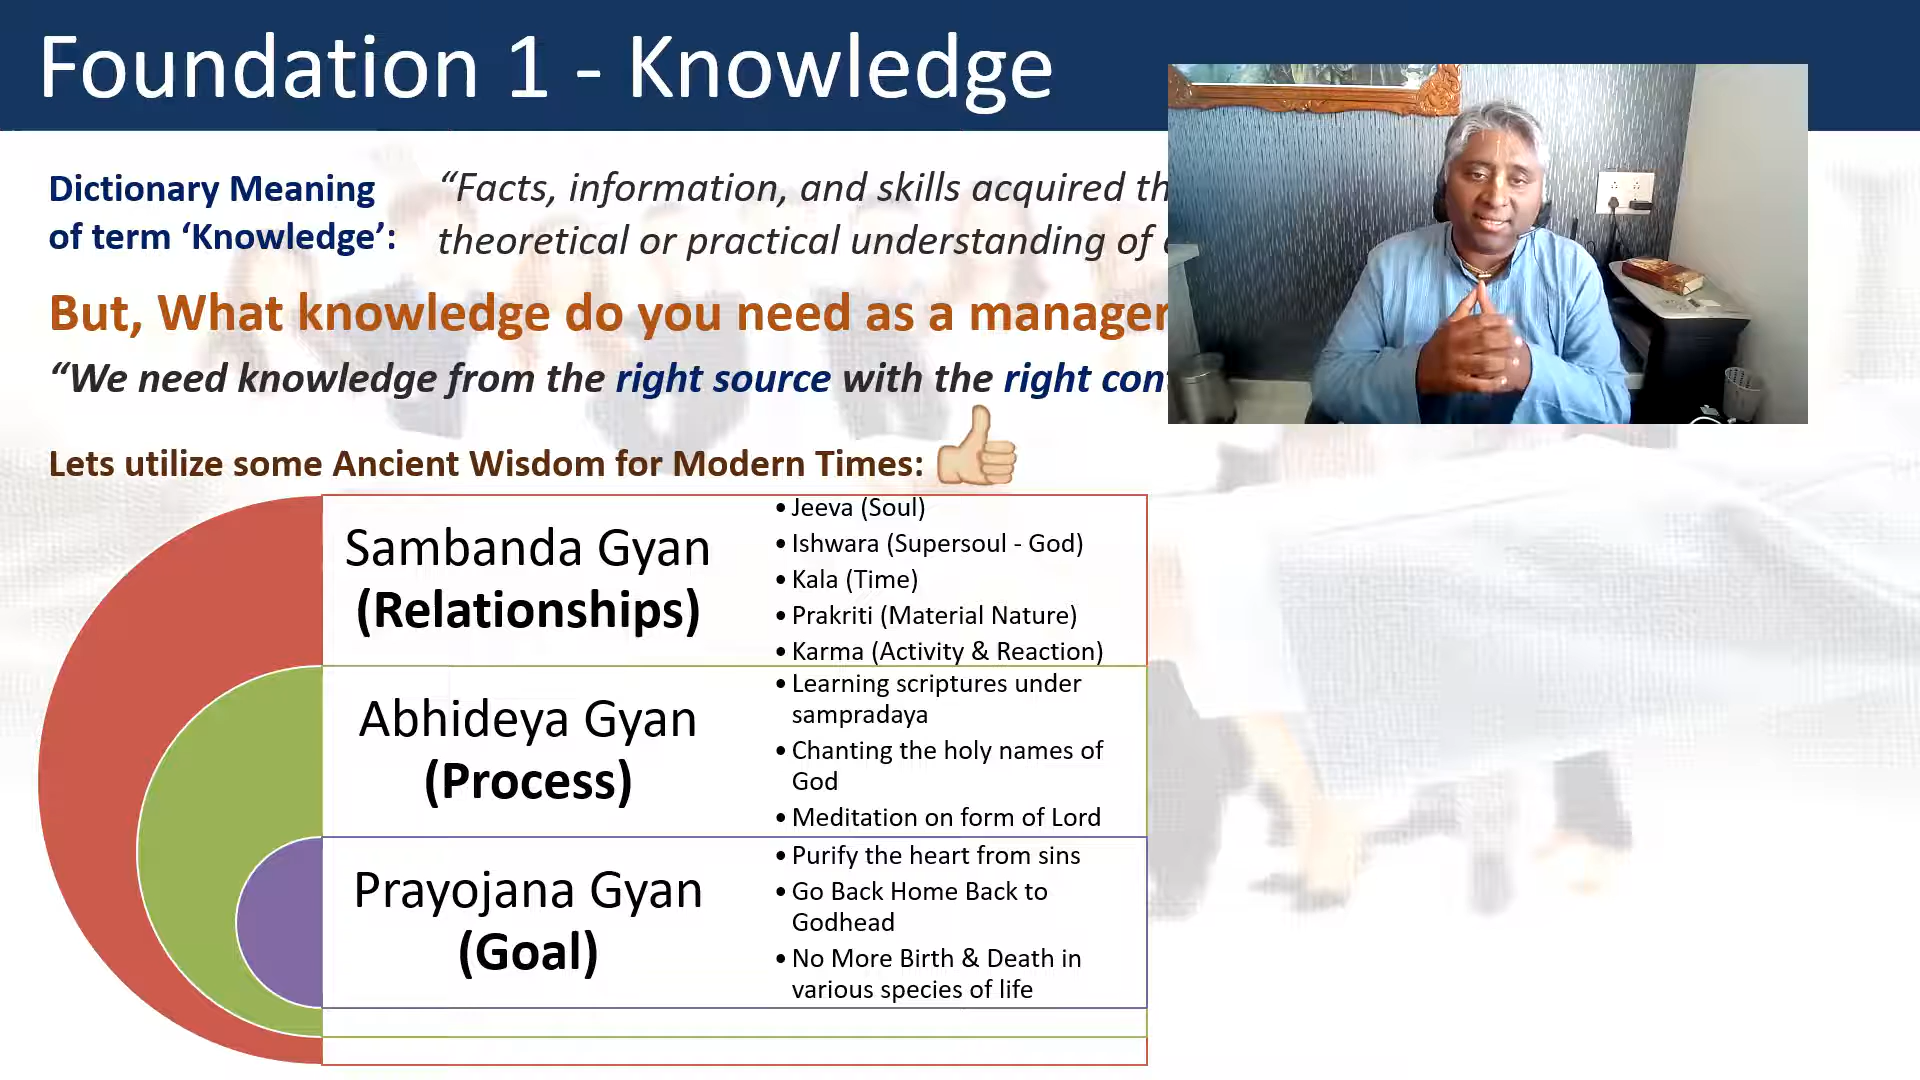 Foundation 1 - Knowledge
Dictionary Meaning
of term ‘Knowledge’:
“Facts, information, and skills acquired th
theoretical or practical understanding of
But, What knowledge do you need as a manager
“We need knowledge from the right source with the right con
Lets utilize some Ancient Wisdom for Modern Times:
Sambanda Gyan
(Relationships)
• Jeeva (Soul)
• Ishwara (Supersoul - God)
• Kala (Time)
• Prakriti (Material Nature)
• Karma (Activity & Reaction)
Abhideya Gyan
(Process)
• Learning scriptures under
sampradaya
• Chanting the holy names of
God
• Meditation on form of Lord
Prayojana Gyan
(Goal)
• Purify the heart from sins
• Go Back Home Back to
Godhead
• No More Birth & Death in
various species of life